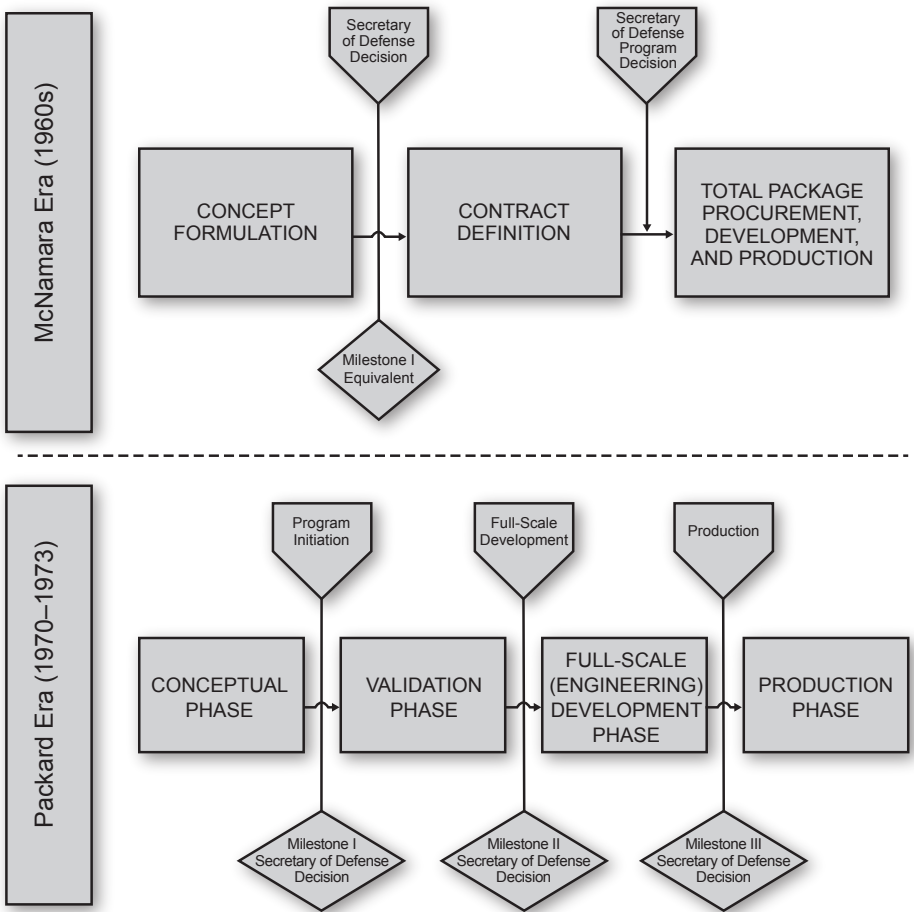 McNamara Era (1960s)
Secretary
of Defense
Decision
Secretary
of Defense
Program
Decision
CONCEPT
FORMULATION
CONTRACT
DEFINITION
TOTAL PACKAGE
PROCUREMENT,
DEVELOPMENT,
AND PRODUCTION
Milestone I
Equivalent
Packard Era (1970–1973)
Program
Initiation
Full-Scale
Development
Production
CONCEPTUAL
PHASE
VALIDATION
PHASE
FULL-SCALE
(ENGINEERING)
DEVELOPMENT
PHASE
PRODUCTION
PHASE
Milestone I
Secretary of Defense
Decision
Milestone II
Secretary of Defense
Decision
Milestone III
Secretary of Defense
Decision